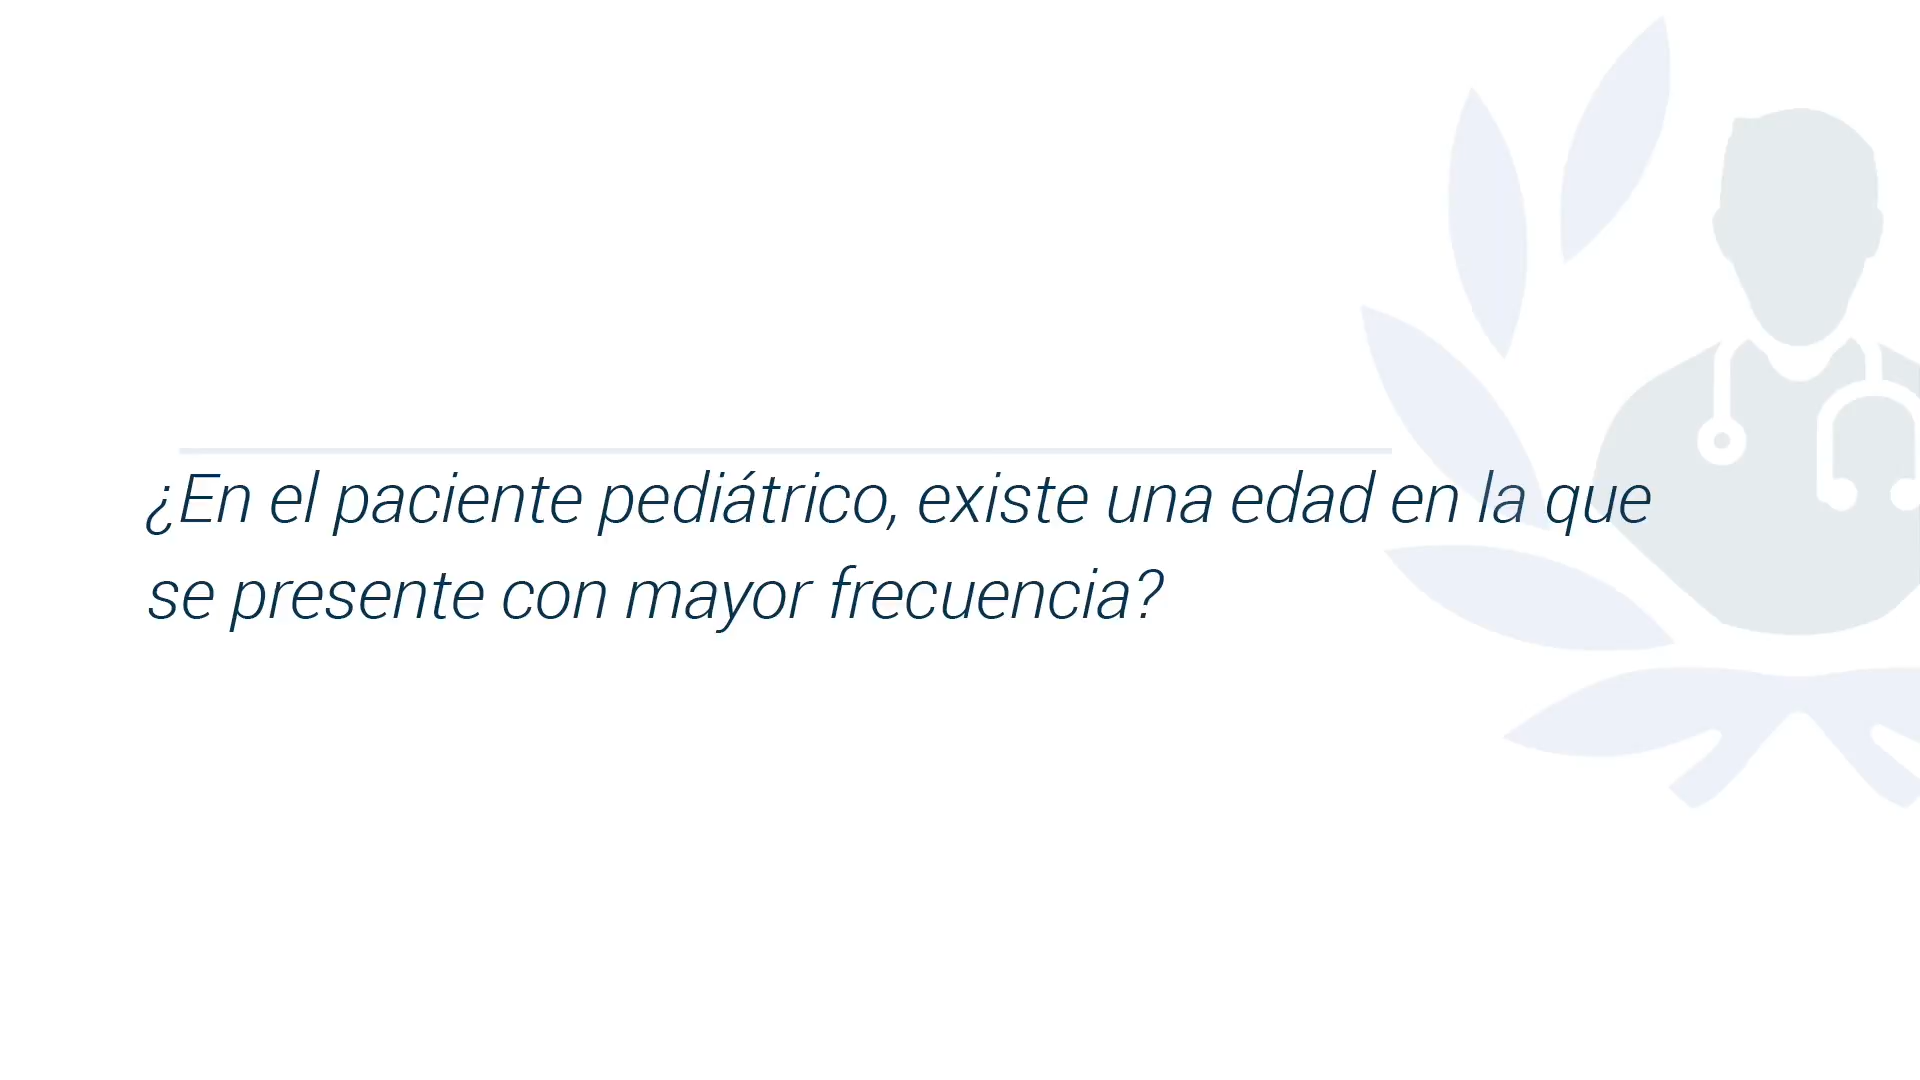 ¿En el paciente pediátrico, existe una edad en la que
se presente con mayor frecuencia?